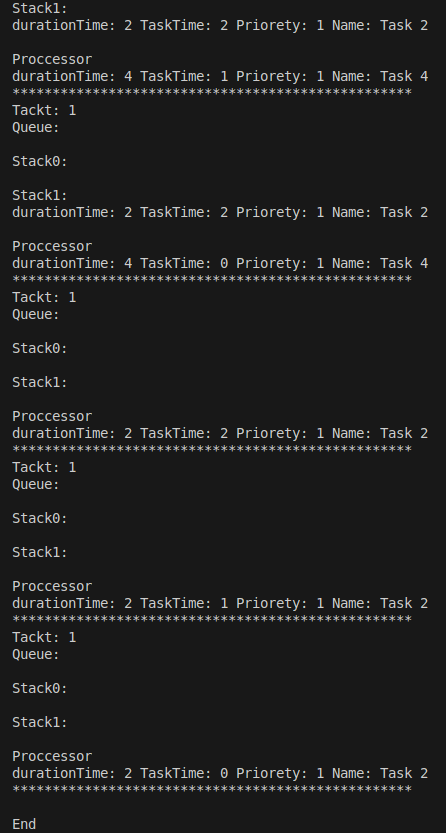 Stack1:
durationTime: 2 TaskTime: 2 Priorety: 1 Name: Task 2
Proccessor
durationTime: 4 TaskTime: 1 Priorety: 1 Name: Task 4
**************************************************
Tackt: 1
Queue:
Stack0:
Stack1:
durationTime: 2 TaskTime: 2 Priorety: 1 Name: Task 2
Proccessor
durationTime: 4 TaskTime: 0 Priorety: 1 Name: Task 4
**************************************************
Tackt: 1
Queue:
Stack0:
Stack1:
Proccessor
durationTime: 2 TaskTime: 2 Priorety: 1 Name: Task 2
**************************************************
Tackt: 1
Queue:
Stack0:
Stack1:
Proccessor
durationTime: 2 TaskTime: 1 Priorety: 1 Name: Task 2
**************************************************
Tackt: 1
Queue:
Stack0:
Stack1:
Proccessor
durationTime: 2 TaskTime: 0 Priorety: 1 Name: Task 2
**************************************************
End